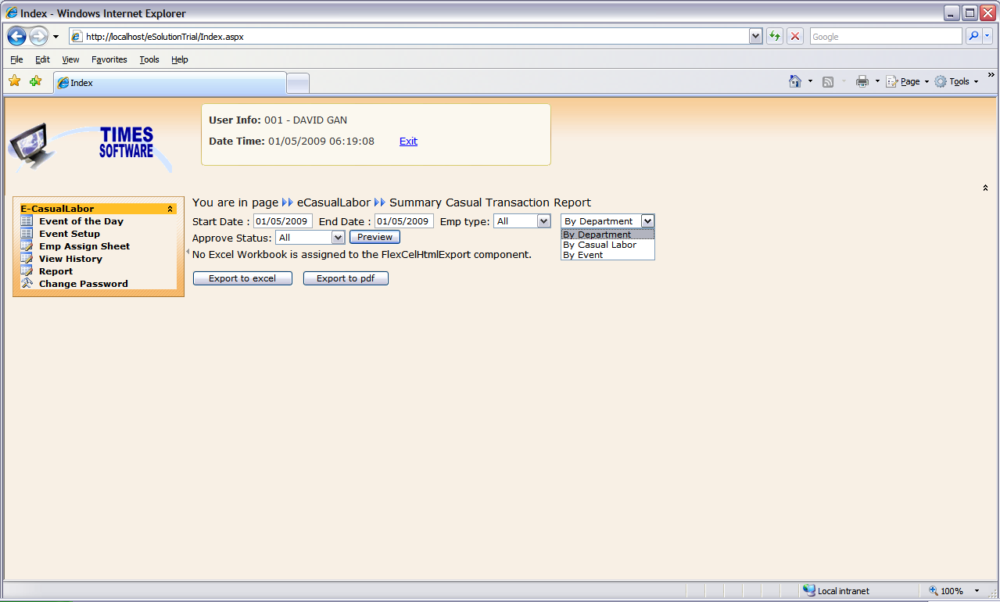 Index - Windows Internet Explorer
http://localhost/eSolutionTrial/Index.aspx
Google
File Edit View Favorites Tools Help
Index
Page Tools
TIMES
SOFTWARE
User Info: 001 - DAVID GAN
Date Time: 01/05/2009 06:19:08 Exit
E-CasualLabor
Event of the Day
Event Setup
Emp Assign Sheet
View History
Report
Change Password
You are in page eCasualLabor Summary Casual Transaction Report
Start Date : 01/05/2009 End Date : 01/05/2009 Emp type: All By Department
By Department
By Casual Labor
By Event
Approve Status: All Preview
No Excel Workbook is assigned to the FlexCelHtmlExport component.
Export to excel Export to pdf
Local intranet 100%